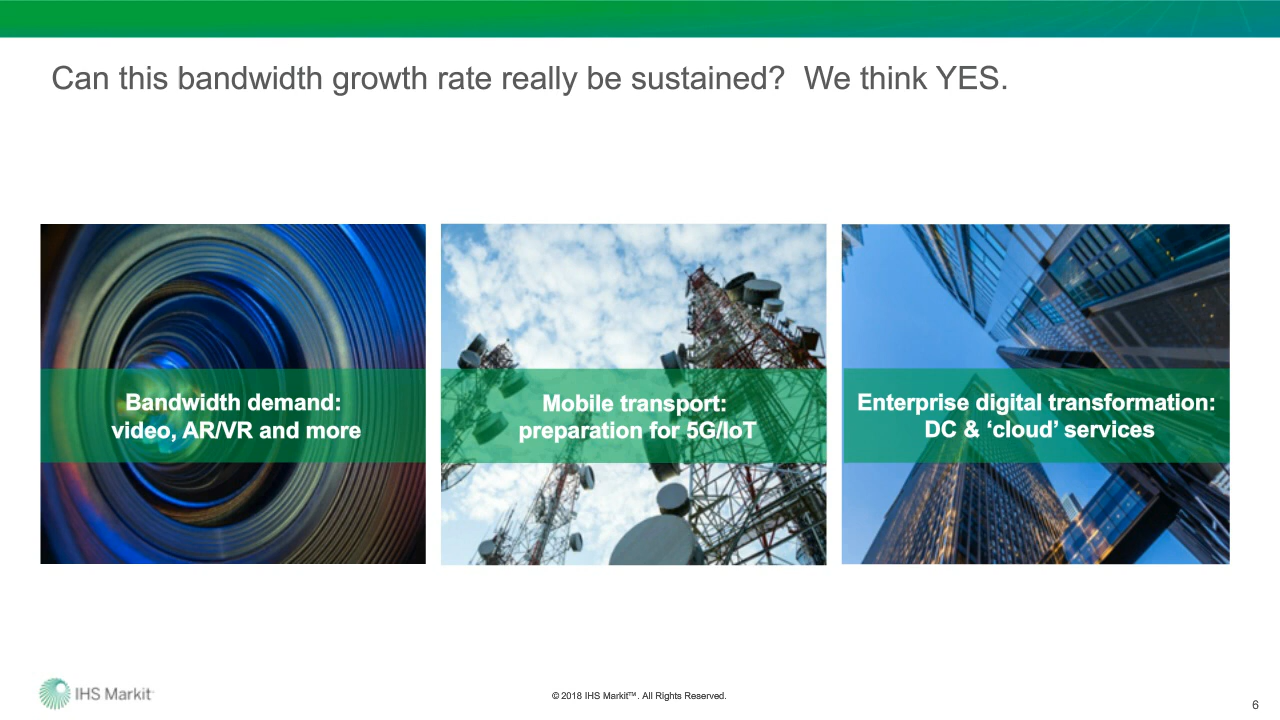 Can this bandwidth growth rate really be sustained?  We think YES.
Bandwidth demand:
video, AR/VR and more
Mobile transport:
preparation for 5G/IoT
Enterprise digital transformation:
DC & ‘cloud’ services
IHS Markit™
© 2018 IHS Markit™. All Rights Reserved.
6